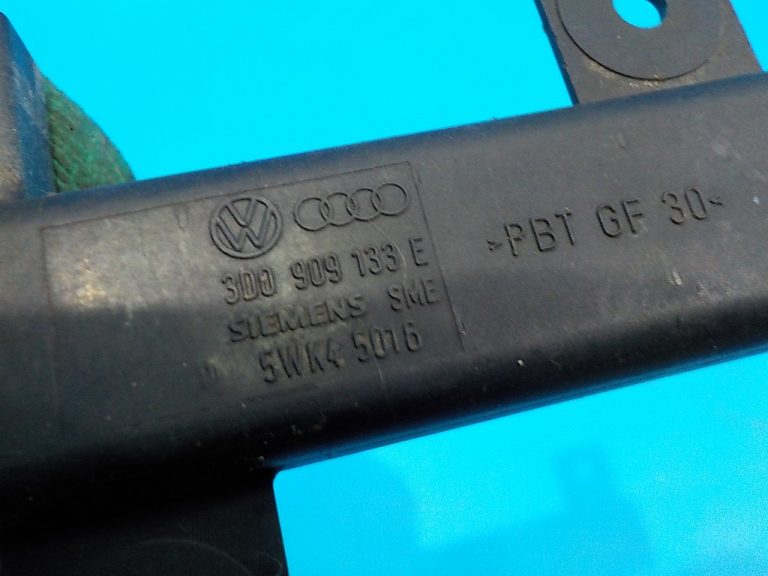 3D0 909 133 E
SIEMENS SME
5WK4 5016
>PBT GF 30<